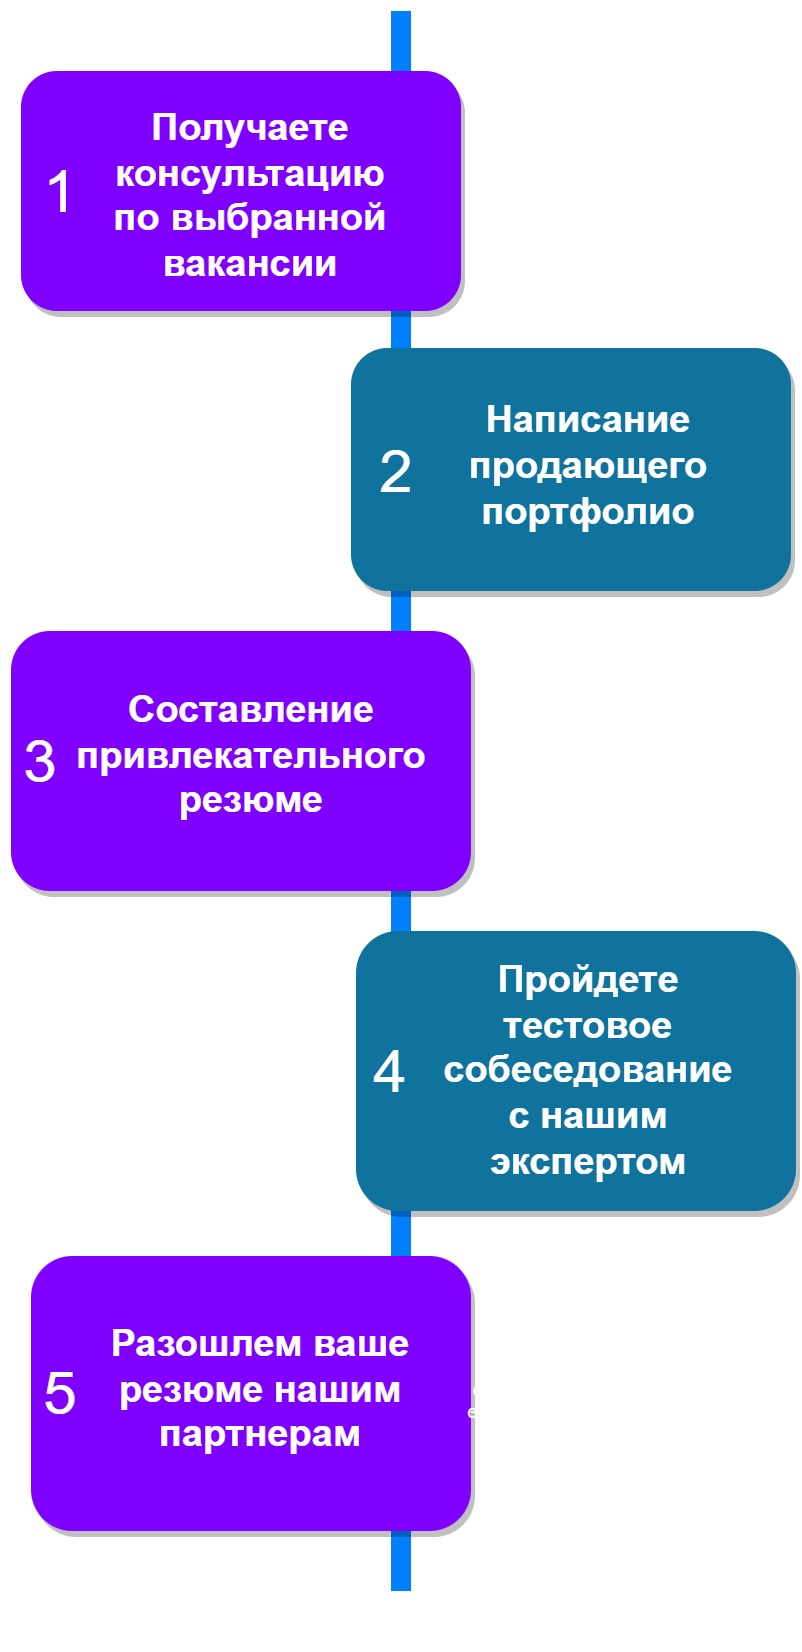 Получаете
консультацию
1
по выбранной
вакансии
Написание
2
продающего
портфолио
Составление
3
привлекательного
резюме
Пройдете
тестовое
4
собеседование
с нашим
экспертом
Разошлем ваше
5
резюме нашим
партнерам